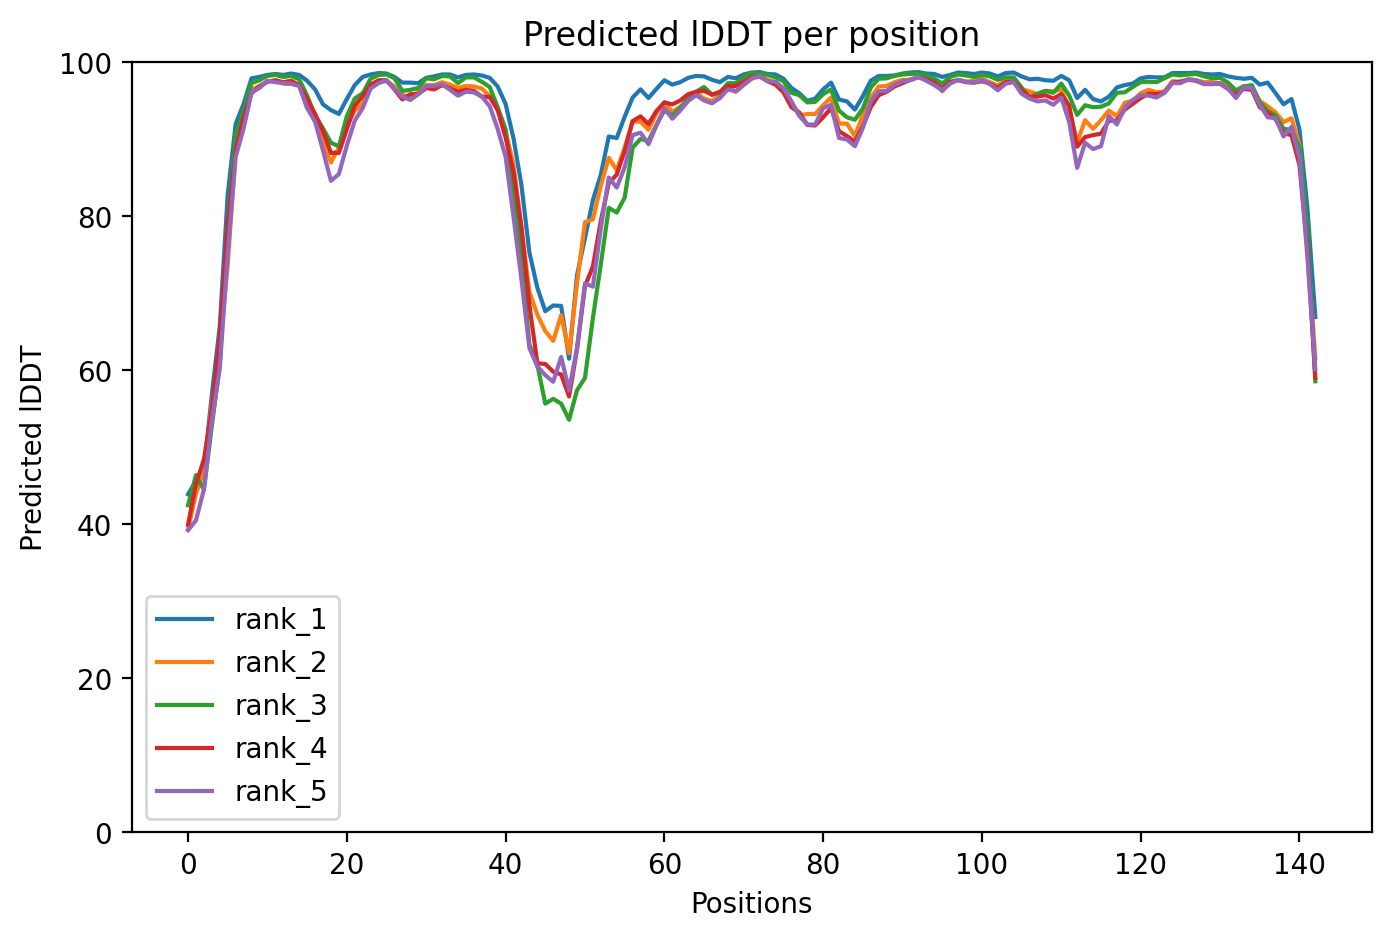 Predicted lDDT per position
100
80
60
40
20
0
Predicted lDDT
rank_1
rank_2
rank_3
rank_4
rank_5
0 20 40 60 80 100 120 140
Positions